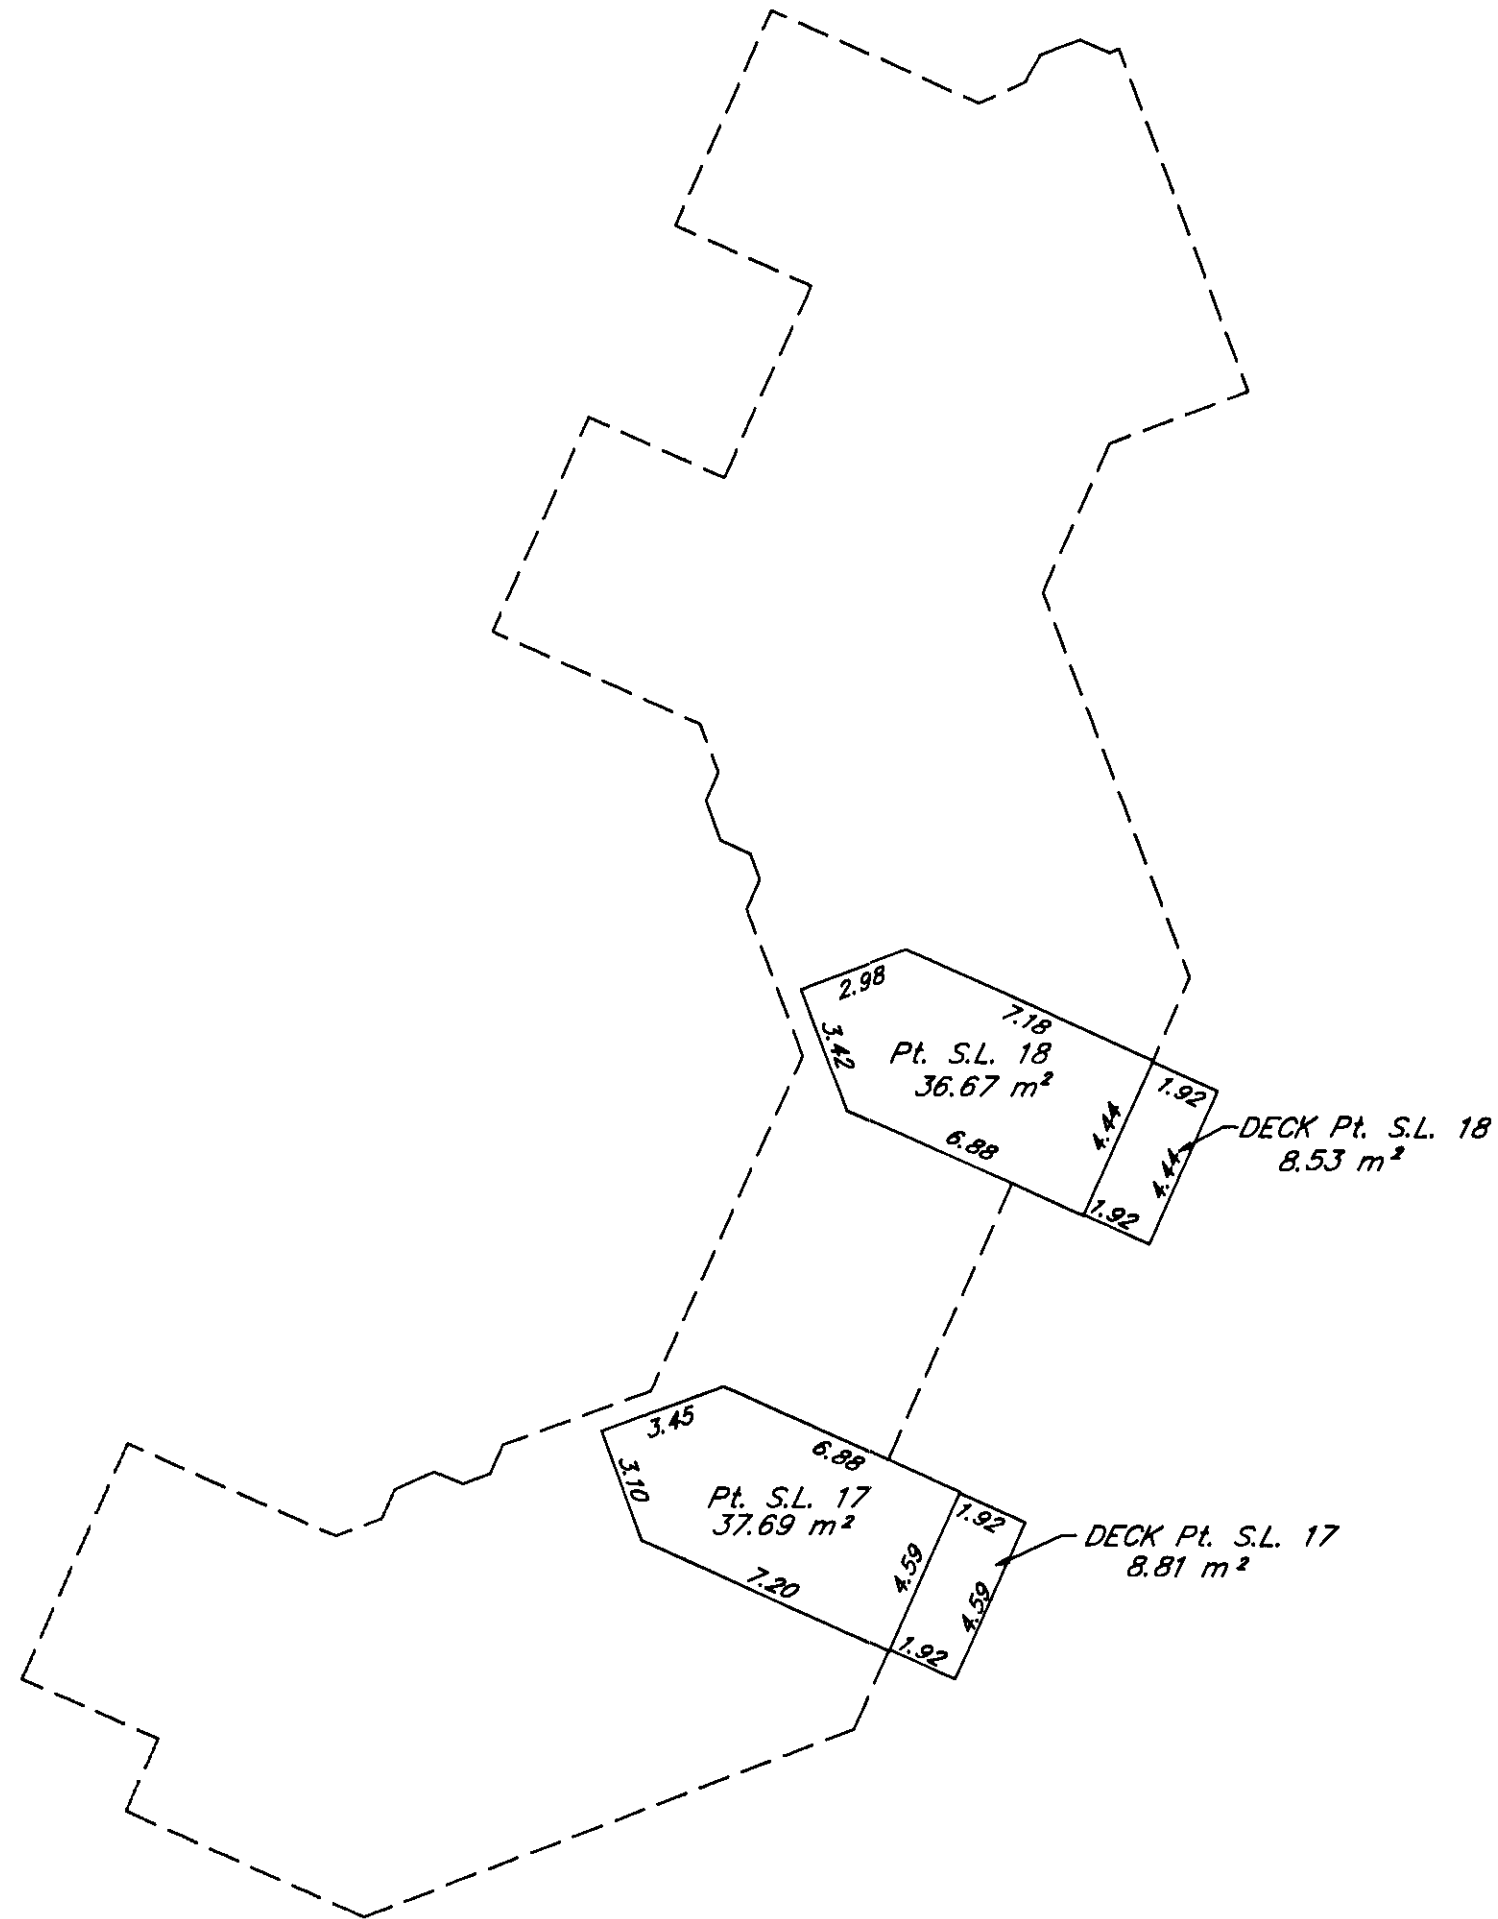 2.98
7.18
3.42
Pt. S.L. 18
36.67 m²
1.92
4.44
DECK Pt. S.L. 18
8.53 m²
6.88
4.44
1.92
3.45
6.88
3.10
Pt. S.L. 17
37.69 m²
1.92
DECK Pt. S.L. 17
8.81 m²
4.59
7.20
4.59
1.92